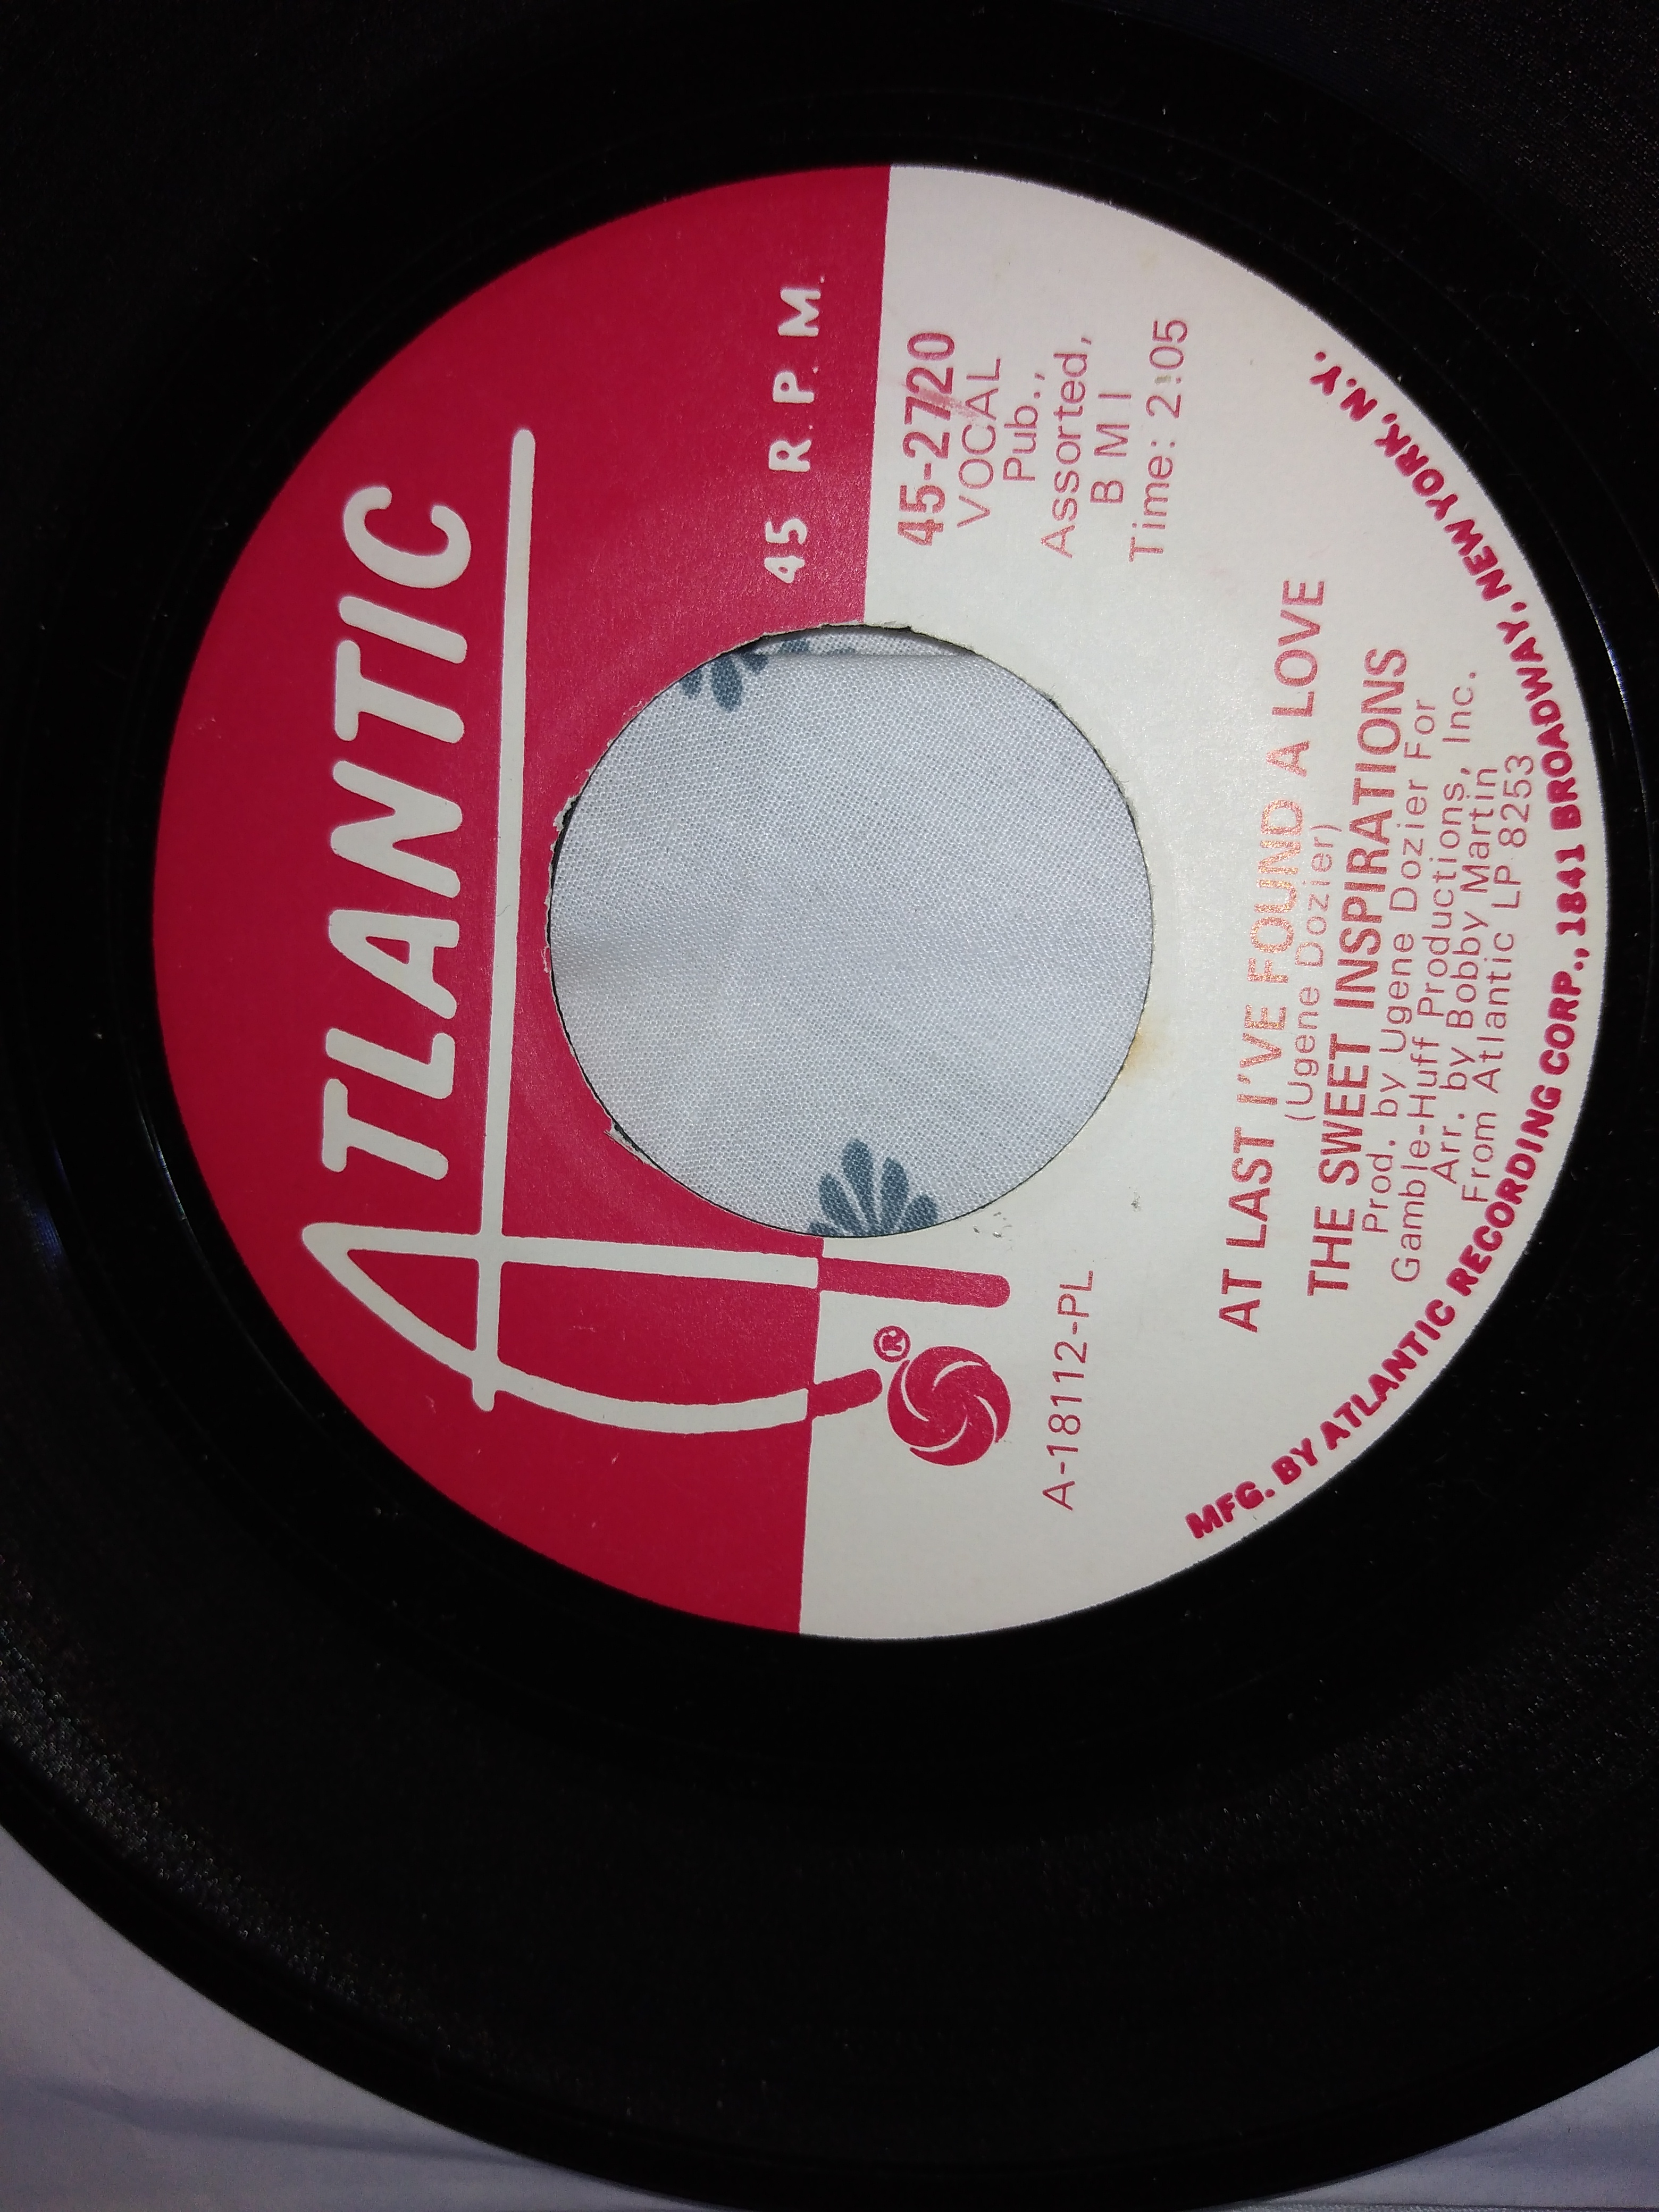 ATLANTIC
45 R.P.M.
®
45-2720
VOCAL
Pub.,
Assorted,
B M I
Time: 2:05
A-18112-PL
AT LAST I'VE FOUND A LOVE
(Ugene Dozier)
THE SWEET INSPIRATIONS
Prod. by Ugene Dozier For
Gamble-Huff Productions, Inc.
Arr. by Bobby Martin
From Atlantic LP 8253
MFG. BY ATLANTIC RECORDING CORP., 1841 BROADWAY, NEW YORK, N.Y.